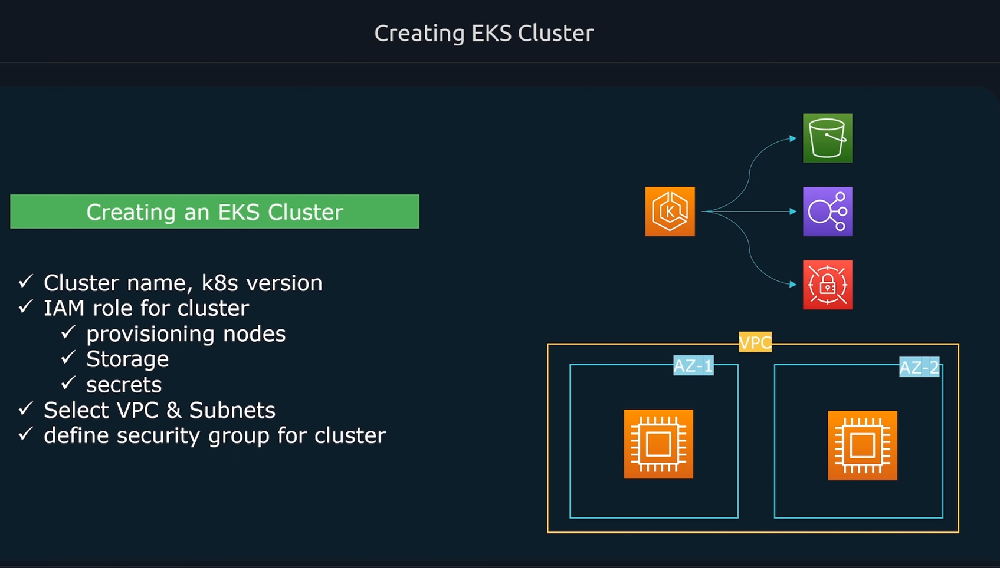 Creating EKS Cluster
Creating an EKS Cluster
✓ Cluster name, k8s version
✓ IAM role for cluster
✓ provisioning nodes
✓ Storage
✓ secrets
✓ Select VPC & Subnets
✓ define security group for cluster
K
VPC
AZ-1
AZ-2